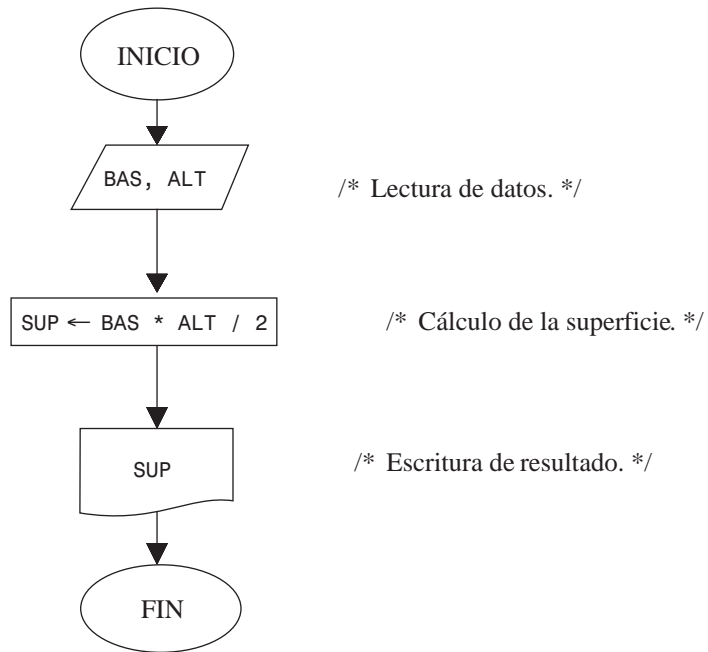 INICIO
BAS, ALT
/* Lectura de datos. */
SUP ← BAS * ALT / 2
/* Cálculo de la superficie. */
SUP
/* Escritura de resultado. */
FIN